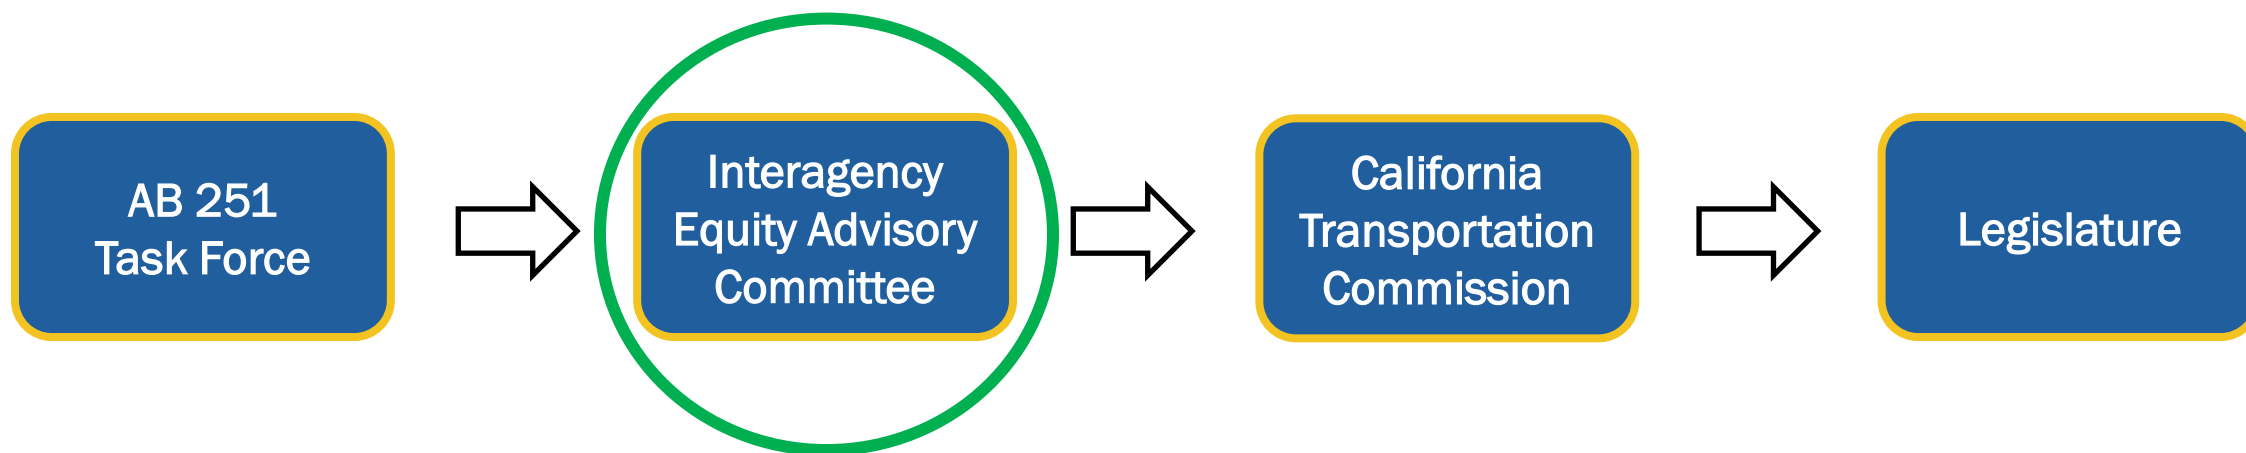 AB 251
Task Force
Interagency
Equity Advisory
Committee
California
Transportation
Commission
Legislature